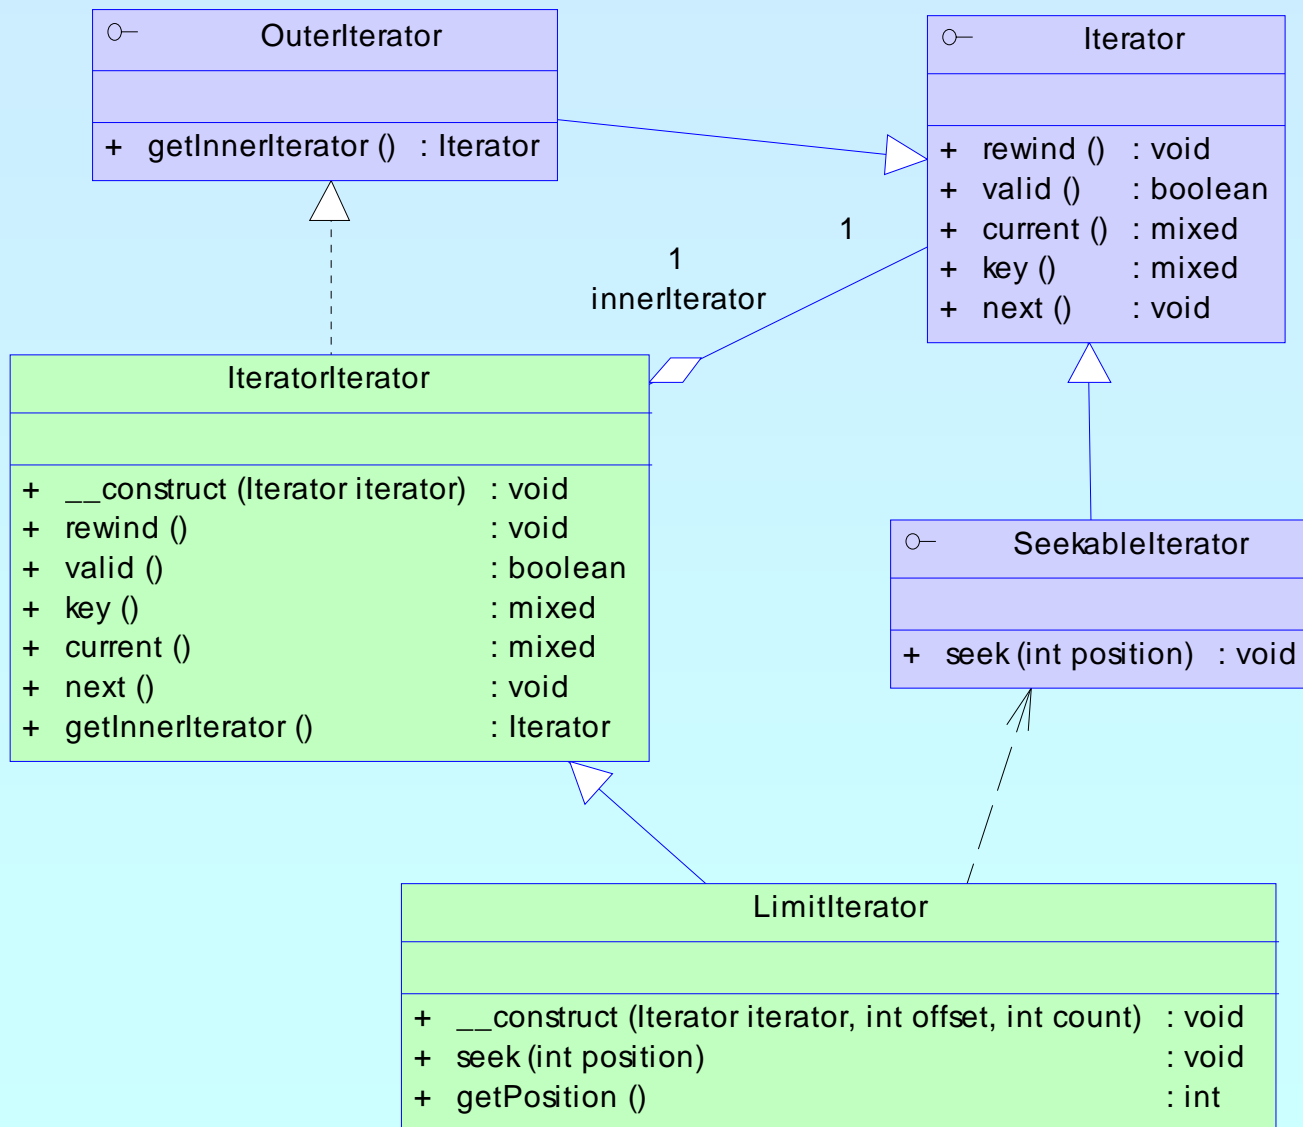 OuterIterator
+ getInnerIterator () : Iterator
Iterator
+ rewind () : void
+ valid () : boolean
+ current () : mixed
+ key () : mixed
+ next () : void
1
1
innerIterator
IteratorIterator
+ __construct (Iterator iterator) : void
+ rewind () : void
+ valid () : boolean
+ key () : mixed
+ current () : mixed
+ next () : void
+ getInnerIterator () : Iterator
SeekableIterator
+ seek (int position) : void
LimitIterator
+ __construct (Iterator iterator, int offset, int count) : void
+ seek (int position) : void
+ getPosition () : int